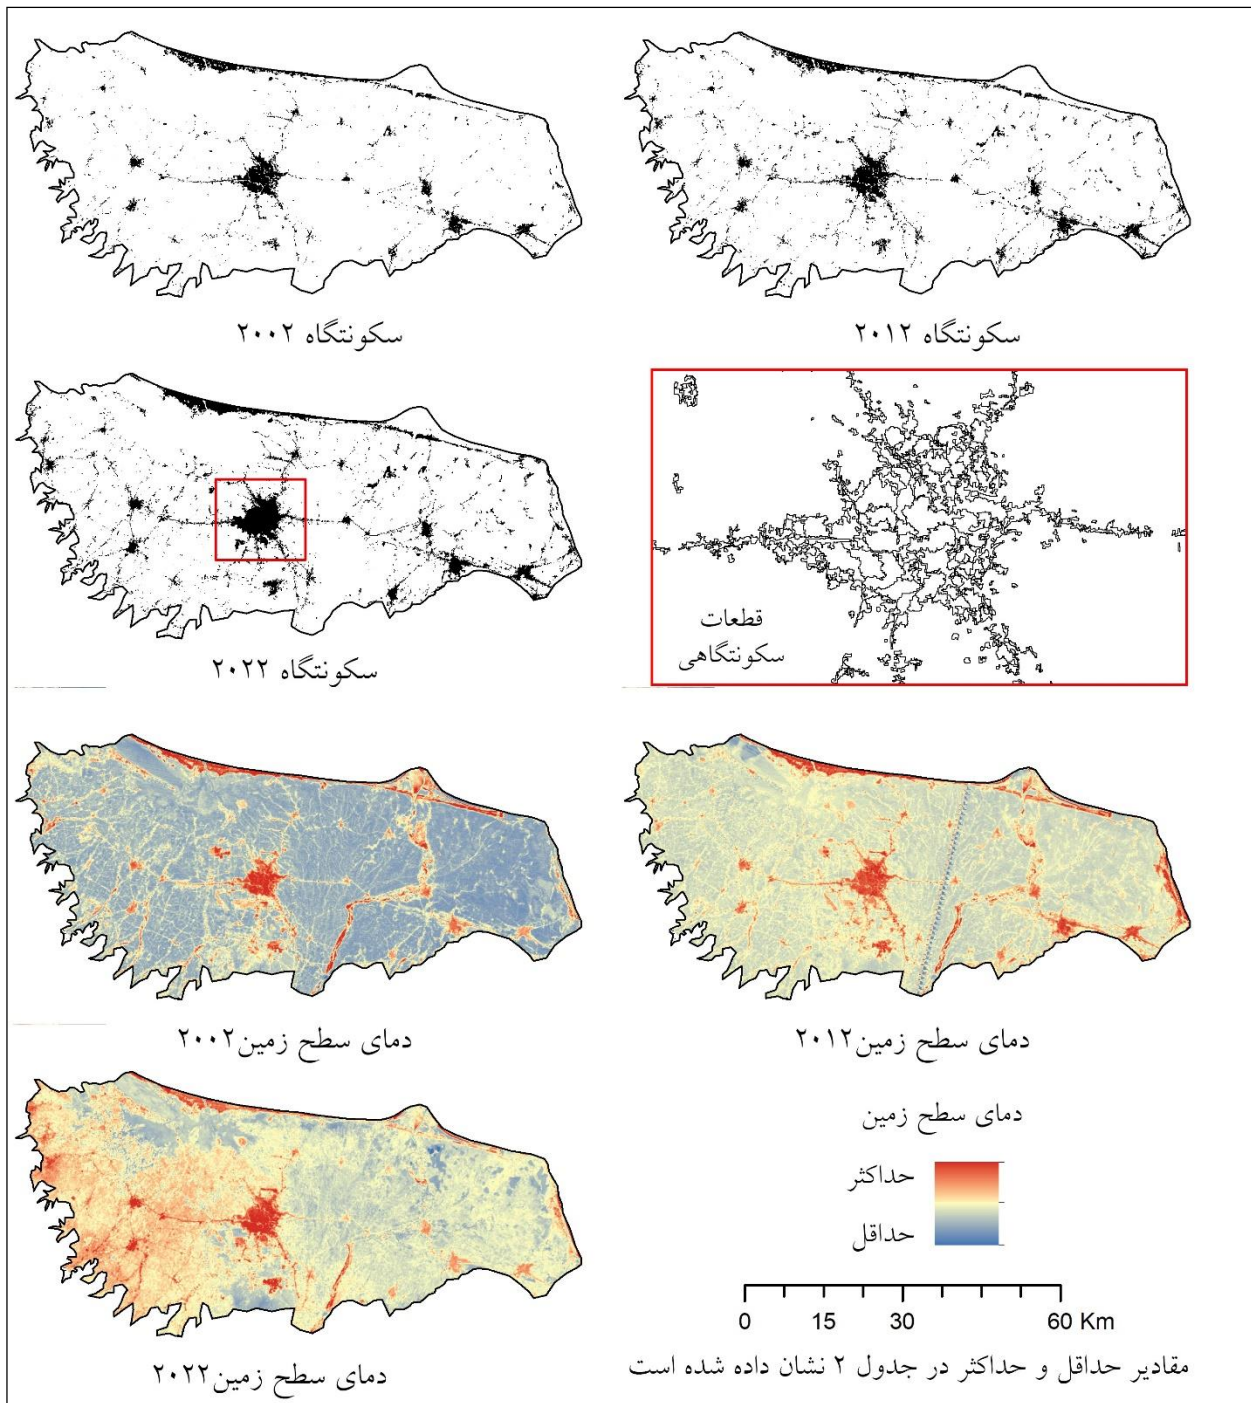 سکونتگاه ۲۰۰۲
سکونتگاه ۲۰۱۲
سکونتگاه ۲۰۲۲
قطعات
سکونتگاهی
دمای سطح زمین۲۰۰۲
دمای سطح زمین۲۰۱۲
دمای سطح زمین۲۰۲۲
دمای سطح زمین
حداکثر
حداقل
0 15 30 60 Km
مقادیر حداقل و حداکثر در جدول ۲ نشان داده شده است